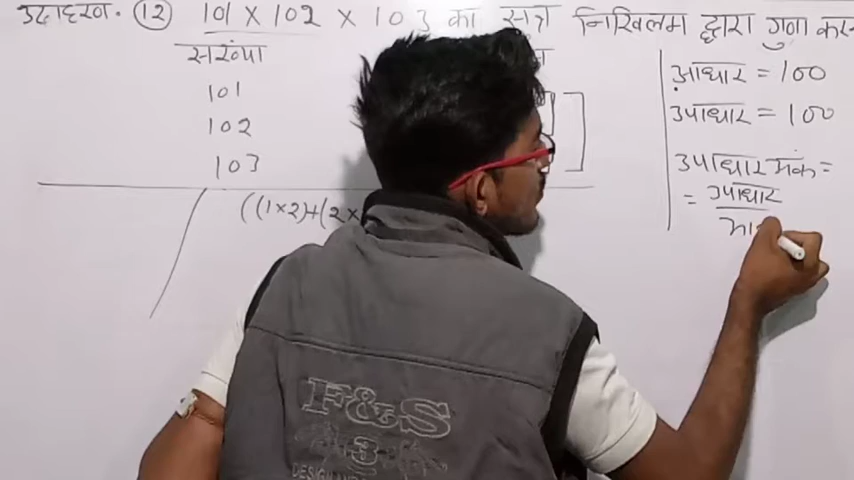 उदाहरण. (12) 101 X 102 X 103 का सूत्र निखिलम द्वारा गुणा कर
संख्या
101
102
103
((1×2)+(2×
आधार = 100
उपाधार = 100
उपाधार अंक =
= उपाधार
F&S
3
DESIGN